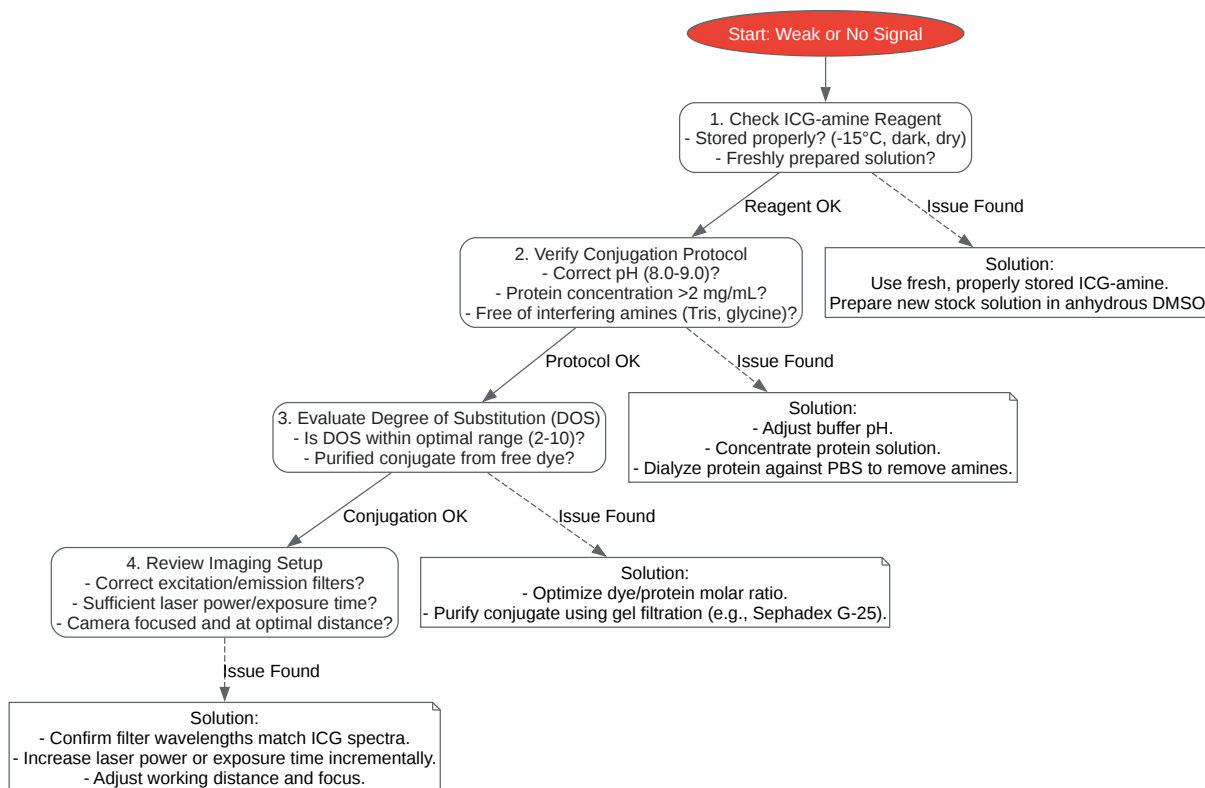 Start: Weak or No Signal
1. Check ICG-amine Reagent
- Stored properly? (-15°C, dark, dry)
- Freshly prepared solution?
Reagent OK
Issue Found
2. Verify Conjugation Protocol
- Correct pH (8.0-9.0)?
- Protein concentration >2 mg/mL?
- Free of interfering amines (Tris, glycine)?
Solution:
Use fresh, properly stored ICG-amine.
Prepare new stock solution in anhydrous DMSO
Protocol OK
Issue Found
3. Evaluate Degree of Substitution (DOS)
- Is DOS within optimal range (2-10)?
- Purified conjugate from free dye?
Solution:
- Adjust buffer pH.
- Concentrate protein solution.
- Dialyze protein against PBS to remove amines.
Conjugation OK
Issue Found
4. Review Imaging Setup
- Correct excitation/emission filters?
- Sufficient laser power/exposure time?
- Camera focused and at optimal distance?
Solution:
- Optimize dye/protein molar ratio.
- Purify conjugate using gel filtration (e.g., Sephadex G-25).
Issue Found
Solution:
- Confirm filter wavelengths match ICG spectra.
- Increase laser power or exposure time incrementally.
- Adjust working distance and focus.